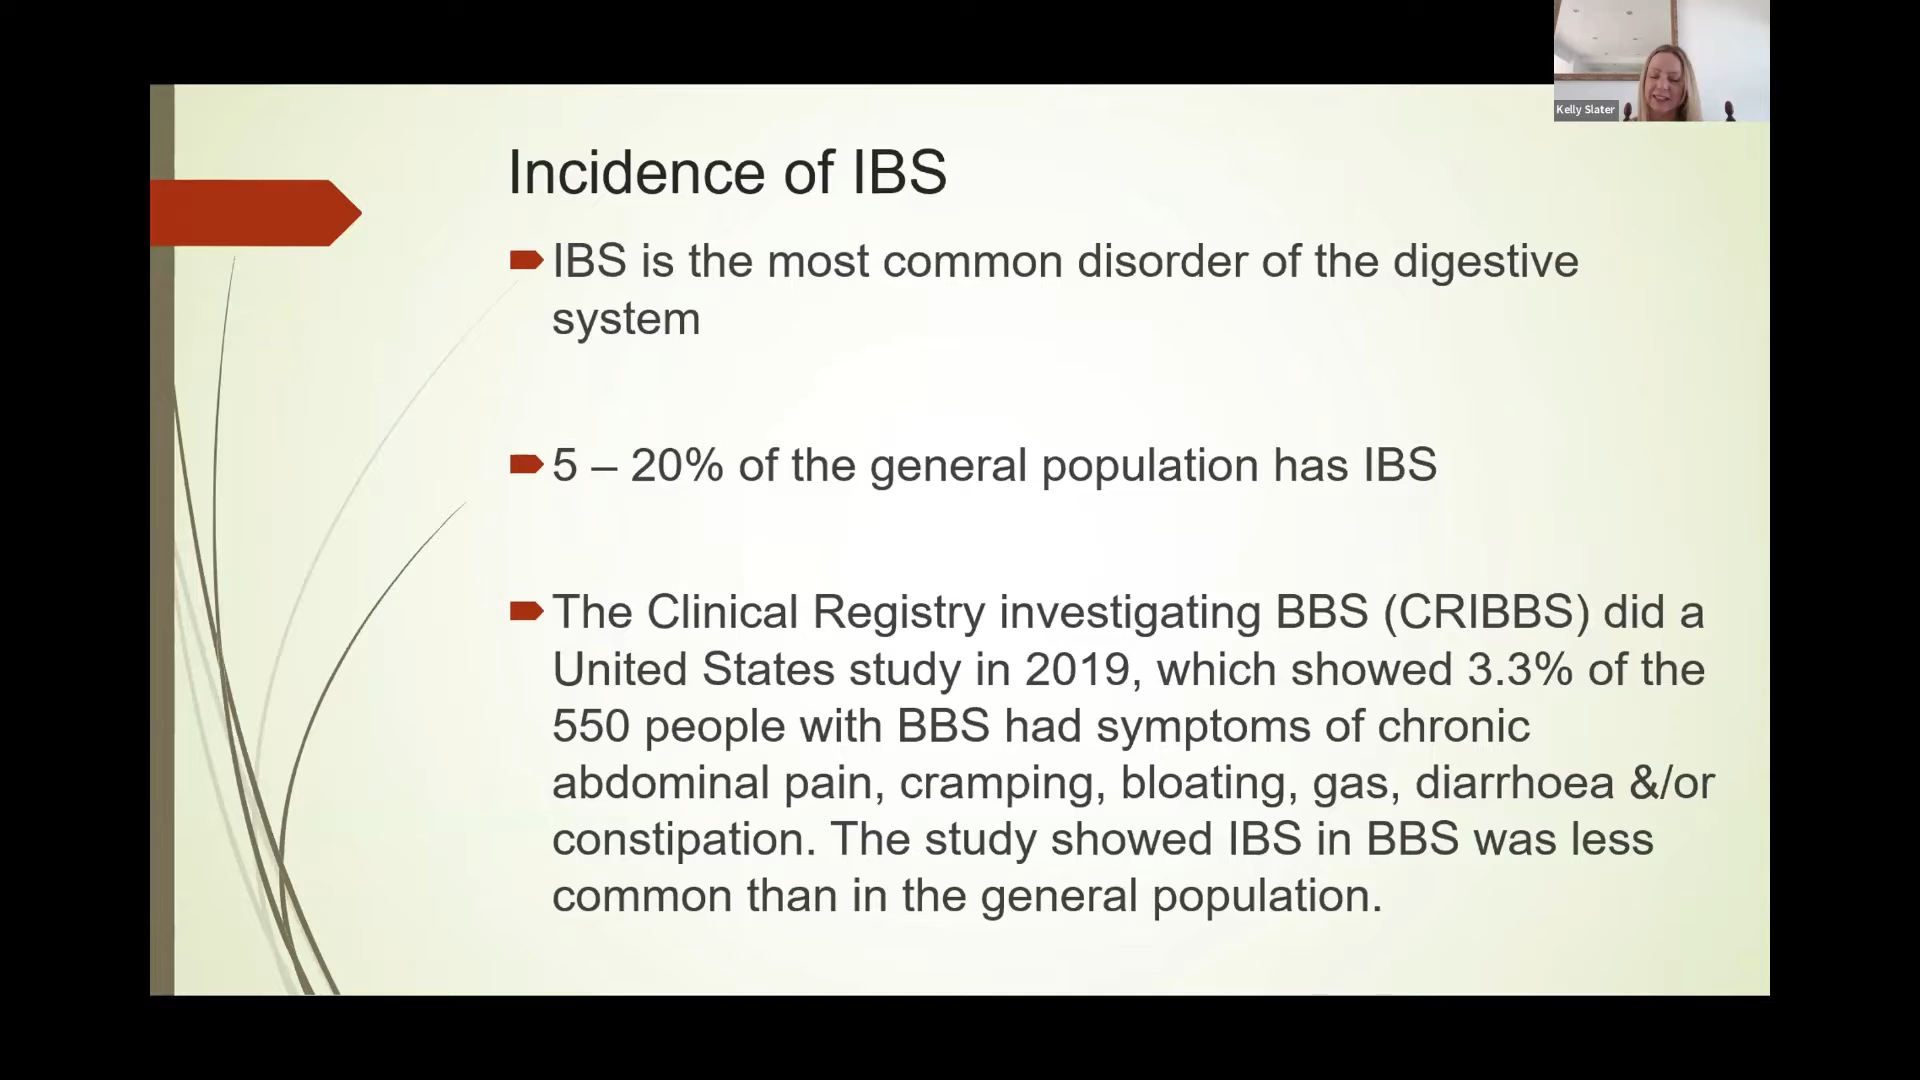 Kelly Slater
Incidence of IBS
IBS is the most common disorder of the digestive
system
5 – 20% of the general population has IBS
The Clinical Registry investigating BBS (CRIBBS) did a
United States study in 2019, which showed 3.3% of the
550 people with BBS had symptoms of chronic
abdominal pain, cramping, bloating, gas, diarrhoea &/or
constipation. The study showed IBS in BBS was less
common than in the general population.